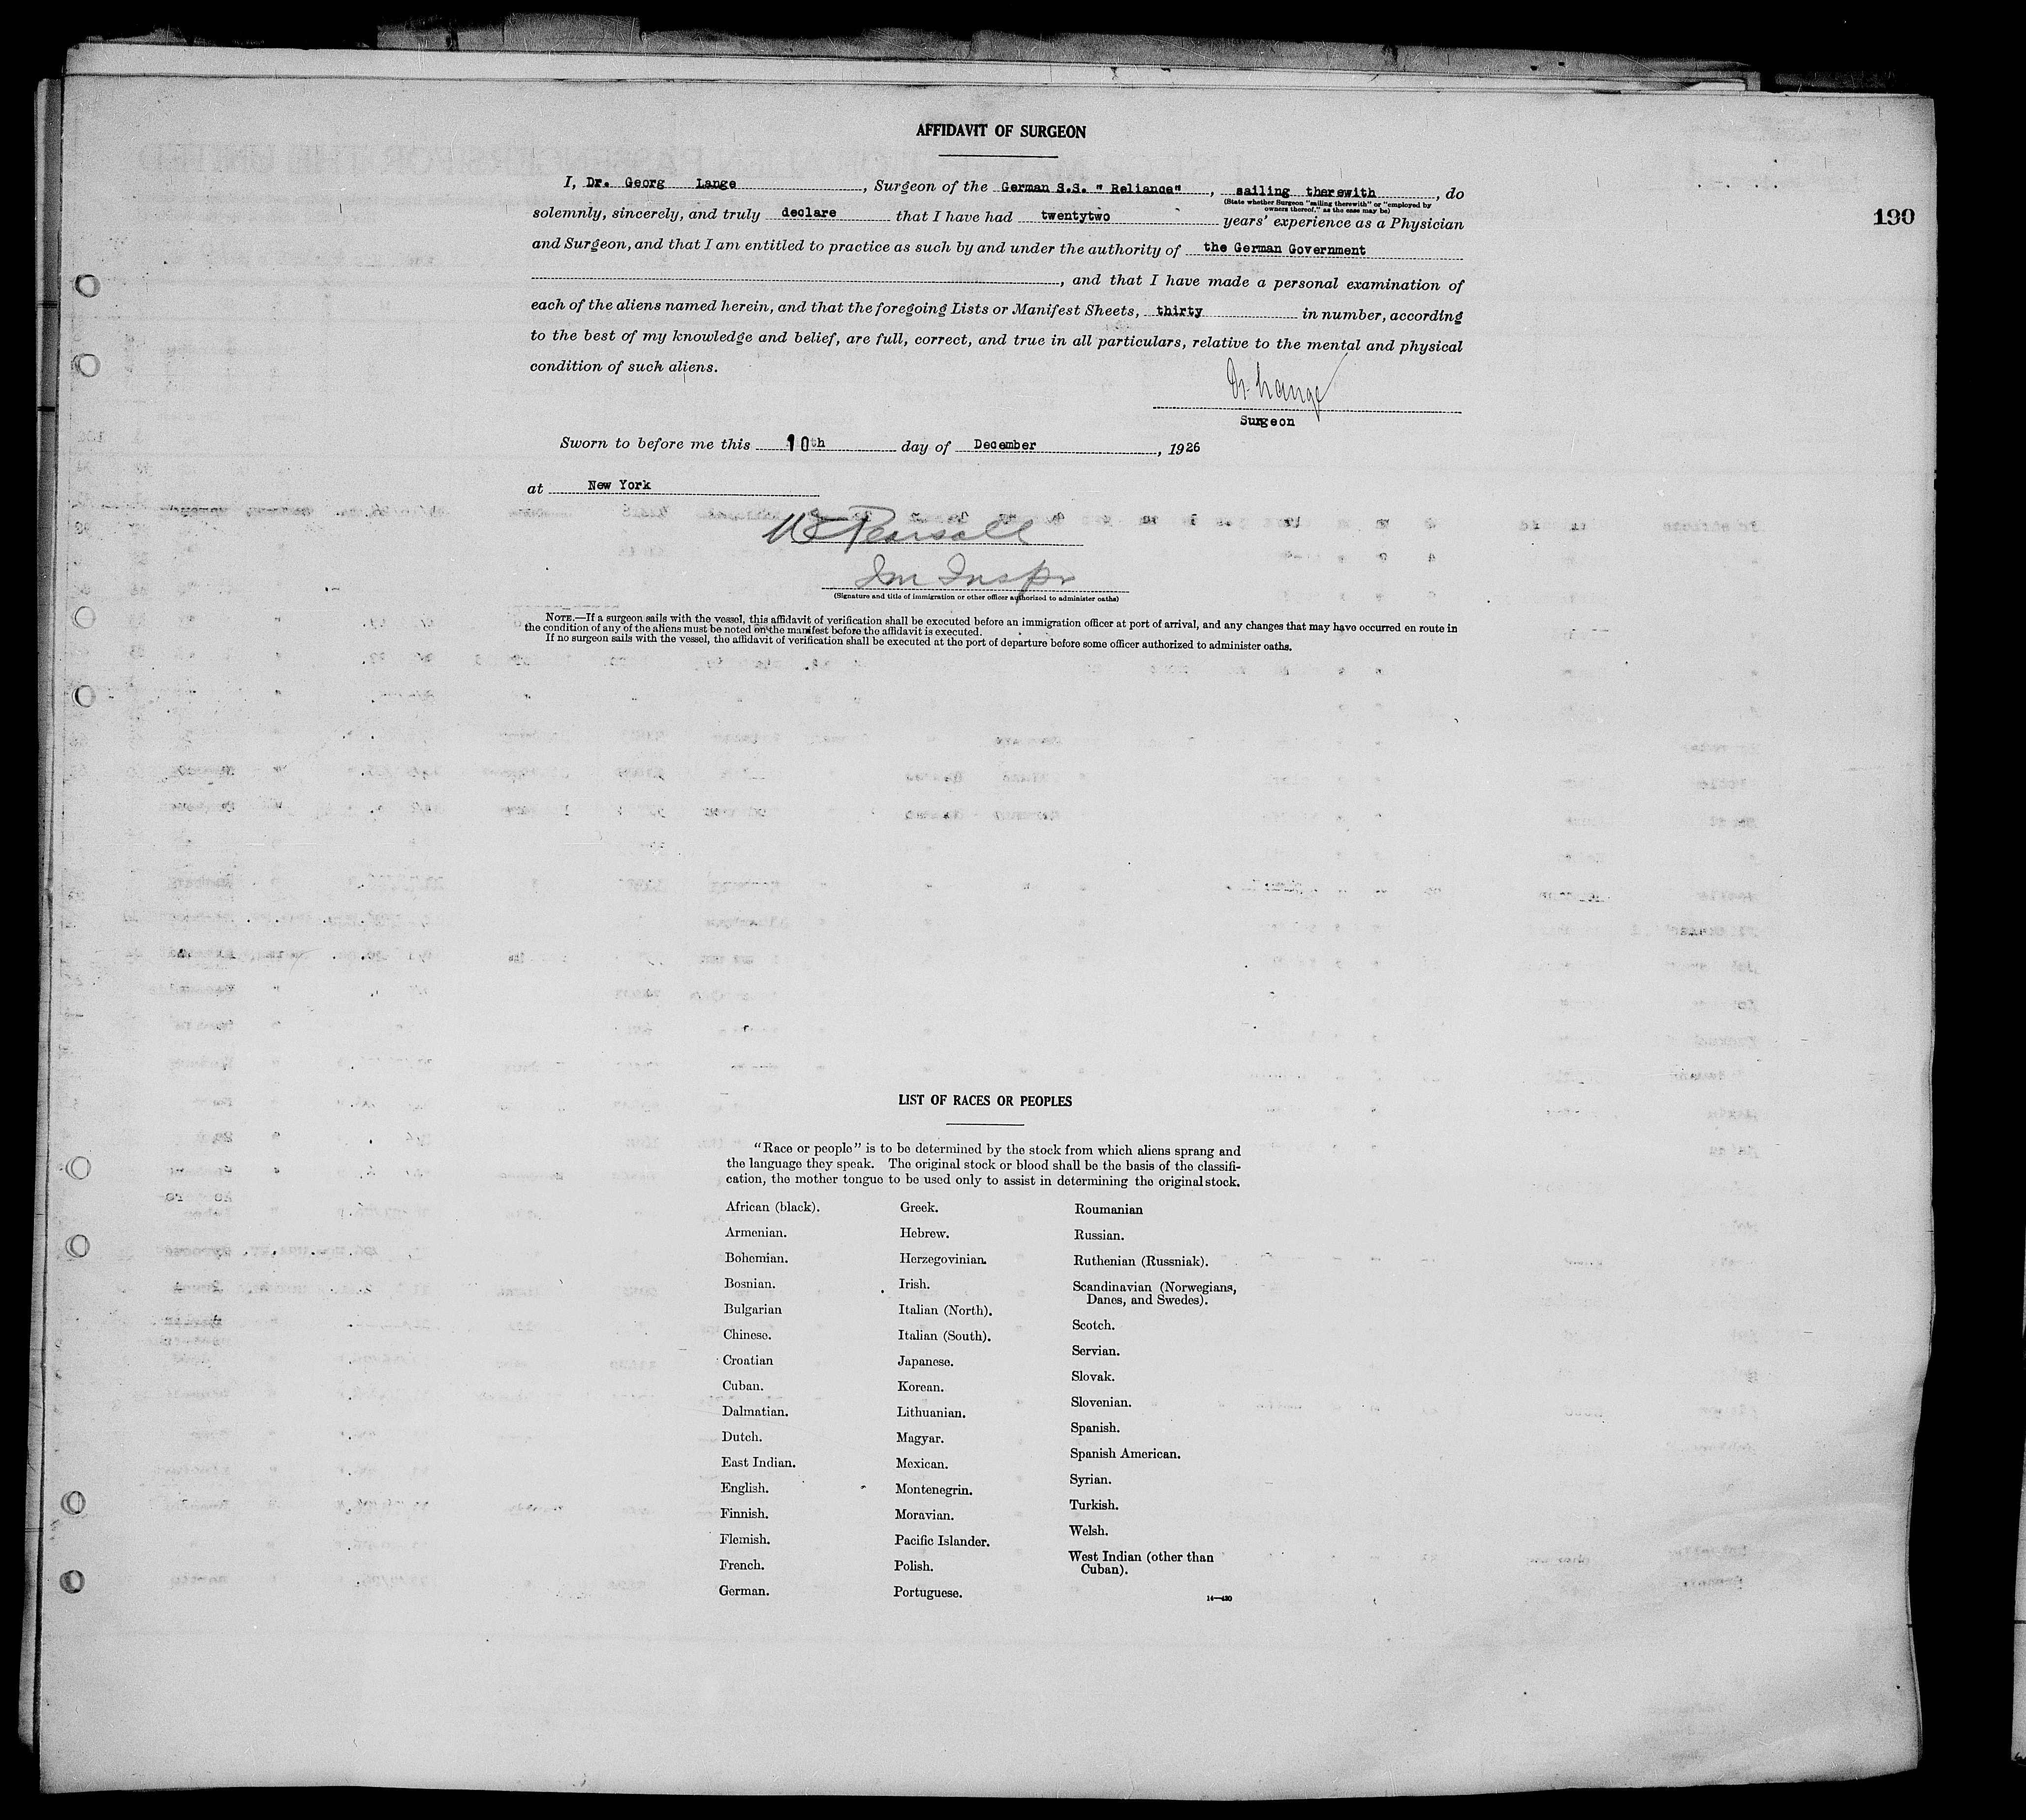 AFFIDAVIT OF SURGEON
I, Dr. Georg Lange, Surgeon of the German S.S. "Reliance", sailing therewith, do
(State whether Surgeon "sailing therewith" or "employed by
owners thereof," as the case may be)
solemnly, sincerely, and truly declare that I have had twentytwo years' experience as a Physician
130
and Surgeon, and that I am entitled to practice as such by and under the authority of the German Government
, and that I have made a personal examination of
each of the aliens named herein, and that the foregoing Lists or Manifest Sheets, thirty in number, according
to the best of my knowledge and belief, are full, correct, and true in all particulars, relative to the mental and physical
condition of such aliens.
Dr. Lange
Surgeon
Sworn to before me this 10th day of December, 1926
at New York
Pearsall
Im Inspr
(Signature and title of immigration or other officer authorized to administer oaths)
NOTE.—If a surgeon sails with the vessel, this affidavit of verification shall be executed before an immigration officer at port of arrival, and any changes that may have occurred en route in
the condition of any of the aliens must be noted on the manifest before the affidavit is executed.
If no surgeon sails with the vessel, the affidavit of verification shall be executed at the port of departure before some officer authorized to administer oaths.
LIST OF RACES OR PEOPLES
"Race or people" is to be determined by the stock from which aliens sprang and
the language they speak. The original stock or blood shall be the basis of the classifi-
cation, the mother tongue to be used only to assist in determining the original stock.
African (black).
Armenian.
Bohemian.
Bosnian.
Bulgarian
Chinese.
Croatian
Cuban.
Dalmatian.
Dutch.
East Indian.
English.
Finnish.
Flemish.
French.
German.
Greek.
Hebrew.
Herzegovinian.
Irish.
Italian (North).
Italian (South).
Japanese.
Korean.
Lithuanian.
Magyar.
Mexican.
Montenegrin.
Moravian.
Pacific Islander.
Polish.
Portuguese.
Roumanian
Russian.
Ruthenian (Russniak).
Scandinavian (Norwegians,
Danes, and Swedes).
Scotch.
Servian.
Slovak.
Slovenian.
Spanish.
Spanish American.
Syrian.
Turkish.
Welsh.
West Indian (other than
Cuban).
14—430